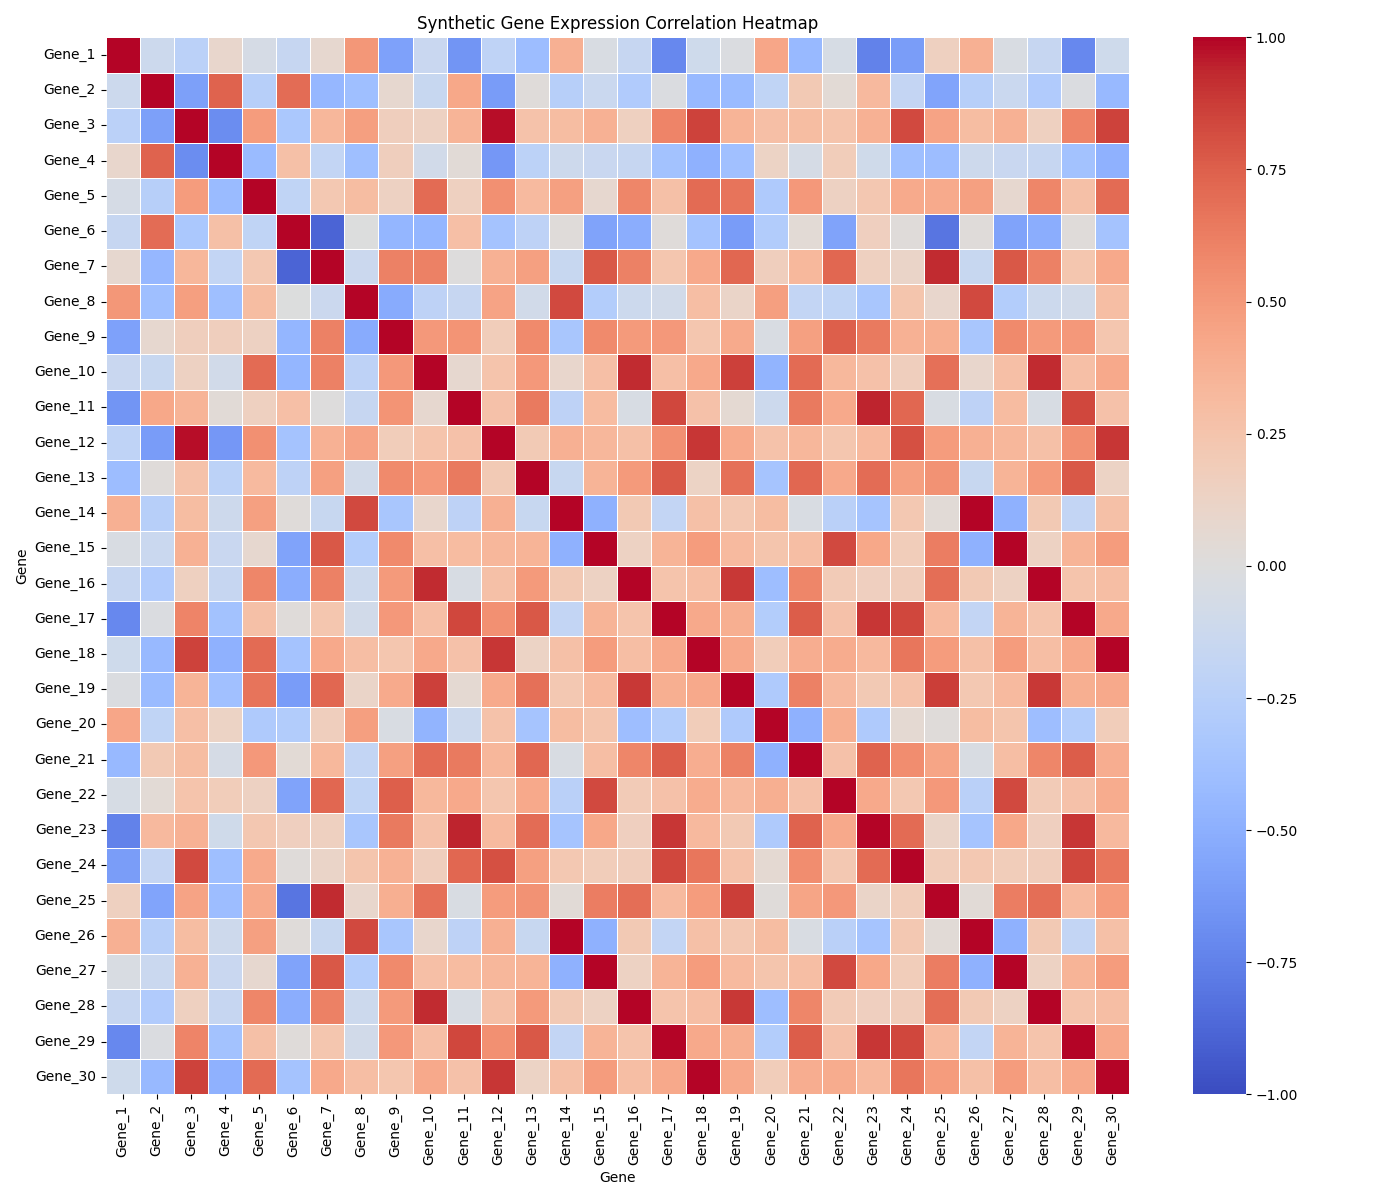 Synthetic Gene Expression Correlation Heatmap
Gene_1
Gene_2
Gene_3
Gene_4
Gene_5
Gene_6
Gene_7
Gene_8
Gene_9
Gene_10
Gene_11
Gene_12
Gene_13
Gene_14
Gene_15
Gene_16
Gene_17
Gene_18
Gene_19
Gene_20
Gene_21
Gene_22
Gene_23
Gene_24
Gene_25
Gene_26
Gene_27
Gene_28
Gene_29
Gene_30
Gene
Gene_1
Gene_2
Gene_3
Gene_4
Gene_5
Gene_6
Gene_7
Gene_8
Gene_9
Gene_10
Gene_11
Gene_12
Gene_13
Gene_14
Gene_15
Gene_16
Gene_17
Gene_18
Gene_19
Gene_20
Gene_21
Gene_22
Gene_23
Gene_24
Gene_25
Gene_26
Gene_27
Gene_28
Gene_29
Gene_30
Gene
1.00
0.75
0.50
0.25
0.00
−0.25
−0.50
−0.75
−1.00